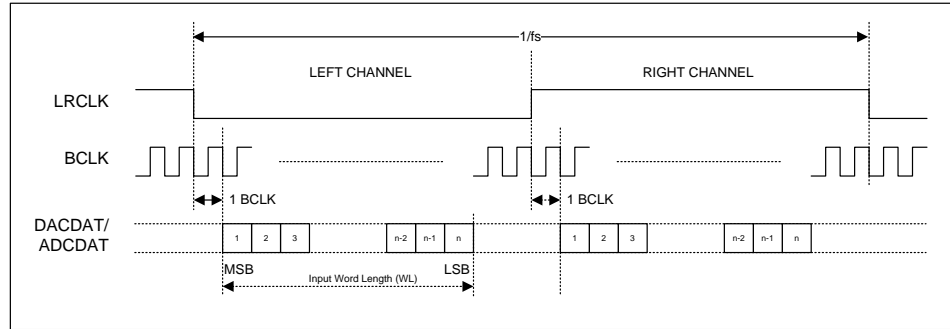 1/fs
LEFT CHANNEL
RIGHT CHANNEL
LRCLK
BCLK
1 BCLK
1 BCLK
DACDAT/
ADCDAT
1 2 3 n-2 n-1 n
1 2 3 n-2 n-1 n
MSB
LSB
Input Word Length (WL)